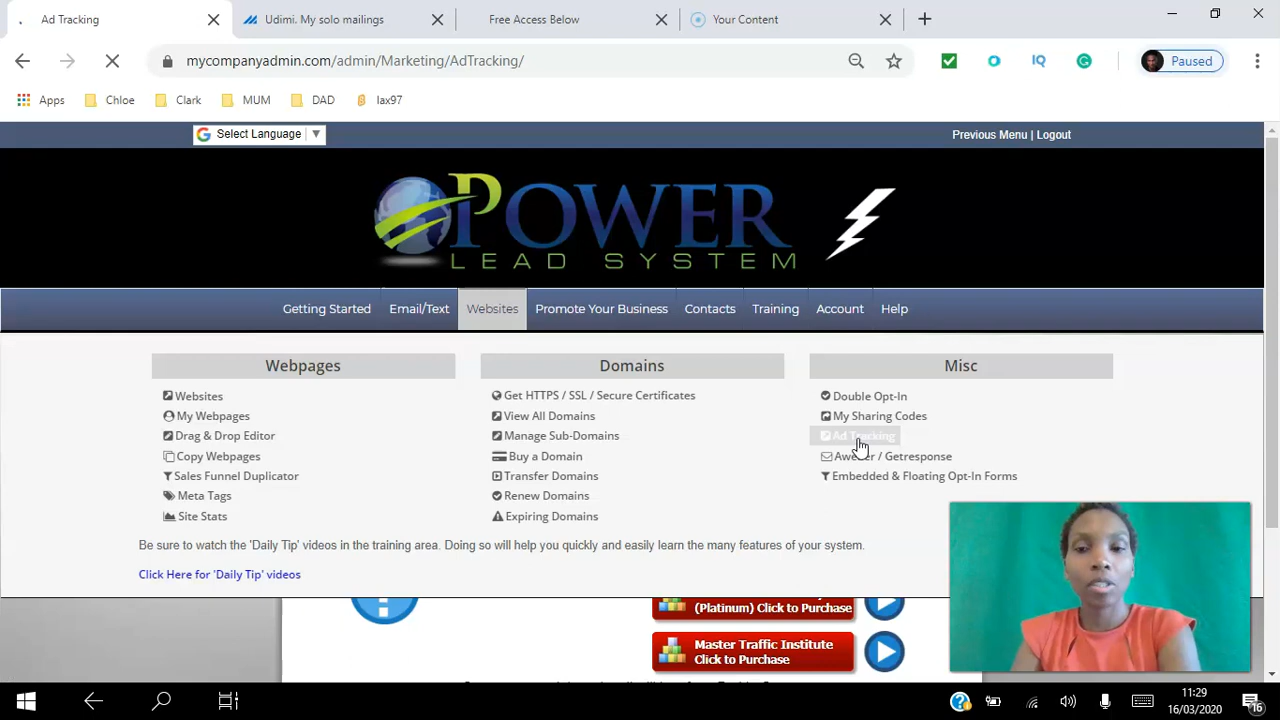 Ad Tracking
Udimi. My solo mailings
Free Access Below
Your Content
mycompanyadmin.com/admin/Marketing/AdTracking/
IQ
Paused
Apps
Chloe
Clark
MUM
DAD
lax97
Select Language
Previous Menu | Logout
POWER
LEAD SYSTEM
Getting Started
Email/Text
Websites
Promote Your Business
Contacts
Training
Account
Help
Webpages
Websites
My Webpages
Drag & Drop Editor
Copy Webpages
Sales Funnel Duplicator
Meta Tags
Site Stats
Domains
Get HTTPS / SSL / Secure Certificates
View All Domains
Manage Sub-Domains
Buy a Domain
Transfer Domains
Renew Domains
Expiring Domains
Misc
Double Opt-In
My Sharing Codes
Ad Tracking
Aweber / Getresponse
Embedded & Floating Opt-In Forms
Be sure to watch the 'Daily Tip' videos in the training area. Doing so will help you quickly and easily learn the many features of your system.
Click Here for 'Daily Tip' videos
(Platinum) Click to Purchase
Master Traffic Institute
Click to Purchase
11:29
16/03/2020
16